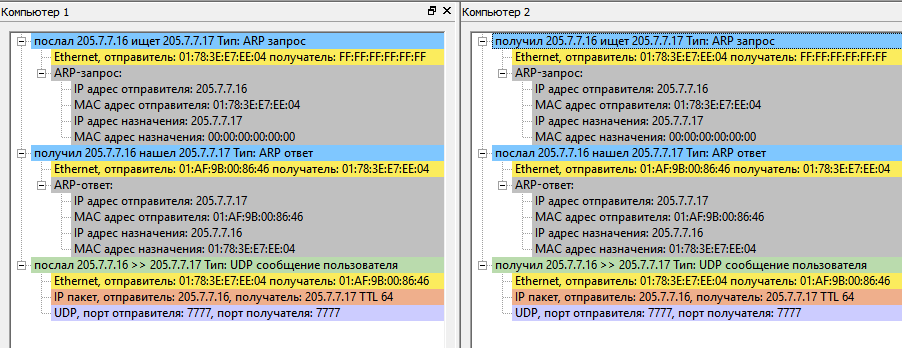 Компьютер 1
послал 205.7.7.16 ищет 205.7.7.17 Тип: ARP запрос
Ethernet, отправитель: 01:78:3E:E7:EE:04 получатель: FF:FF:FF:FF:FF:FF
ARP-запрос:
IP адрес отправителя: 205.7.7.16
MAC адрес отправителя: 01:78:3E:E7:EE:04
IP адрес назначения: 205.7.7.17
MAC адрес назначения: 00:00:00:00:00:00
получил 205.7.7.16 нашел 205.7.7.17 Тип: ARP ответ
Ethernet, отправитель: 01:AF:9B:00:86:46 получатель: 01:78:3E:E7:EE:04
ARP-ответ:
IP адрес отправителя: 205.7.7.17
MAC адрес отправителя: 01:AF:9B:00:86:46
IP адрес назначения: 205.7.7.16
MAC адрес назначения: 01:78:3E:E7:EE:04
послал 205.7.7.16 >> 205.7.7.17 Тип: UDP сообщение пользователя
Ethernet, отправитель: 01:78:3E:E7:EE:04 получатель: 01:AF:9B:00:86:46
IP пакет, отправитель: 205.7.7.16, получатель: 205.7.7.17 TTL 64
UDP, порт отправителя: 7777, порт получателя: 7777
Компьютер 2
получил 205.7.7.16 ищет 205.7.7.17 Тип: ARP запрос
Ethernet, отправитель: 01:78:3E:E7:EE:04 получатель: FF:FF:FF:FF:FF:FF
ARP-запрос:
IP адрес отправителя: 205.7.7.16
MAC адрес отправителя: 01:78:3E:E7:EE:04
IP адрес назначения: 205.7.7.17
MAC адрес назначения: 00:00:00:00:00:00
послал 205.7.7.16 нашел 205.7.7.17 Тип: ARP ответ
Ethernet, отправитель: 01:AF:9B:00:86:46 получатель: 01:78:3E:E7:EE:04
ARP-ответ:
IP адрес отправителя: 205.7.7.17
MAC адрес отправителя: 01:AF:9B:00:86:46
IP адрес назначения: 205.7.7.16
MAC адрес назначения: 01:78:3E:E7:EE:04
получил 205.7.7.16 >> 205.7.7.17 Тип: UDP сообщение пользователя
Ethernet, отправитель: 01:78:3E:E7:EE:04 получатель: 01:AF:9B:00:86:46
IP пакет, отправитель: 205.7.7.16, получатель: 205.7.7.17 TTL 64
UDP, порт отправителя: 7777, порт получателя: 7777